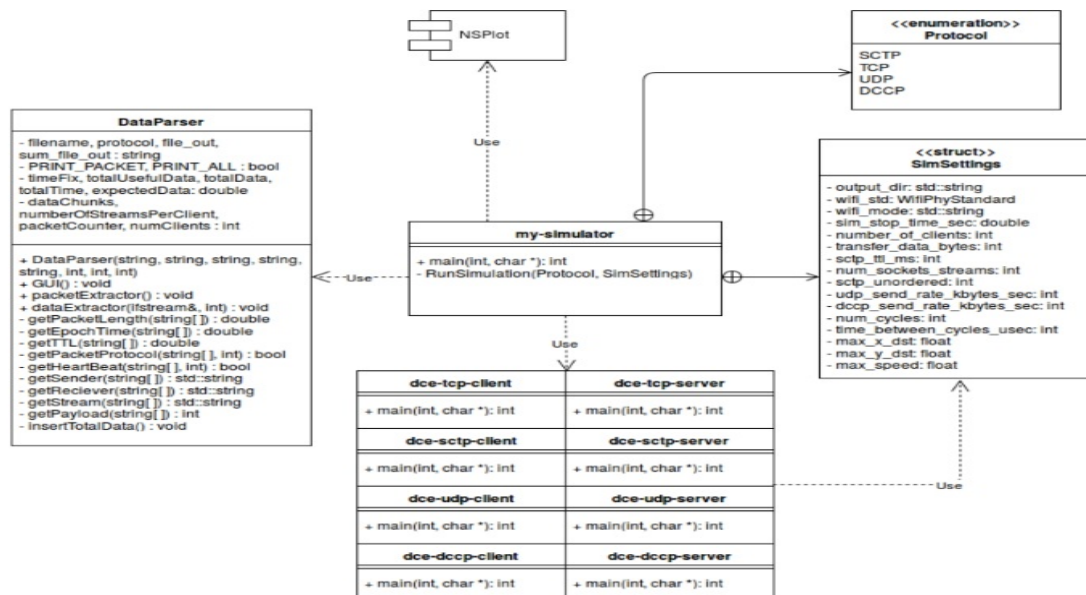 NSPlot
<<enumeration>>
Protocol
SCTP
TCP
UDP
DCCP
Use
DataParser
- filename, protocol, file_out,
sum_file_out : string
- PRINT_PACKET, PRINT_ALL : bool
- timeFix, totalUsefulData, totalData,
totalTime, expectedData: double
- dataChunks,
numberOfStreamsPerClient,
packetCounter, numClients : int
+ DataParser(string, string, string, string,
string, int, int, int)
+ GUI() : void
+ packetExtractor() : void
+ dataExtractor(ifstream&, int) : void
- getPacketLength(string[ ]) : double
- getEpochTime(string[ ]) : double
- getTTL(string[ ]) : double
- getPacketProtocol(string[ ], int) : bool
- getHeartBeat(string[ ], int) : bool
- getSender(string[ ]) : std::string
- getReciever(string[ ]) : std::string
- getStream(string[ ]) : std::string
- getPayload(string[ ]) : int
- insertTotalData() : void
Use
my-simulator
+ main(int, char *): int
- RunSimulation(Protocol, SimSettings)
<<struct>>
SimSettings
- output_dir: std::string
- wifi_std: WifiPhyStandard
- wifi_mode: std::string
- sim_stop_time_sec: double
- number_of_clients: int
- transfer_data_bytes: int
- sctp_ttl_ms: int
- num_sockets_streams: int
- sctp_unordered: int
- udp_send_rate_kbytes_sec: int
- dccp_send_rate_kbytes_sec: int
- num_cycles: int
- time_between_cycles_usec: int
- max_x_dst: float
- max_y_dst: float
- max_speed: float
Use
dce-tcp-client dce-tcp-server
+ main(int, char *): int + main(int, char *): int
dce-sctp-client dce-sctp-server
+ main(int, char *): int + main(int, char *): int
dce-udp-client dce-udp-server
+ main(int, char *): int + main(int, char *): int
dce-dccp-client dce-dccp-server
+ main(int, char *): int + main(int, char *): int
Use